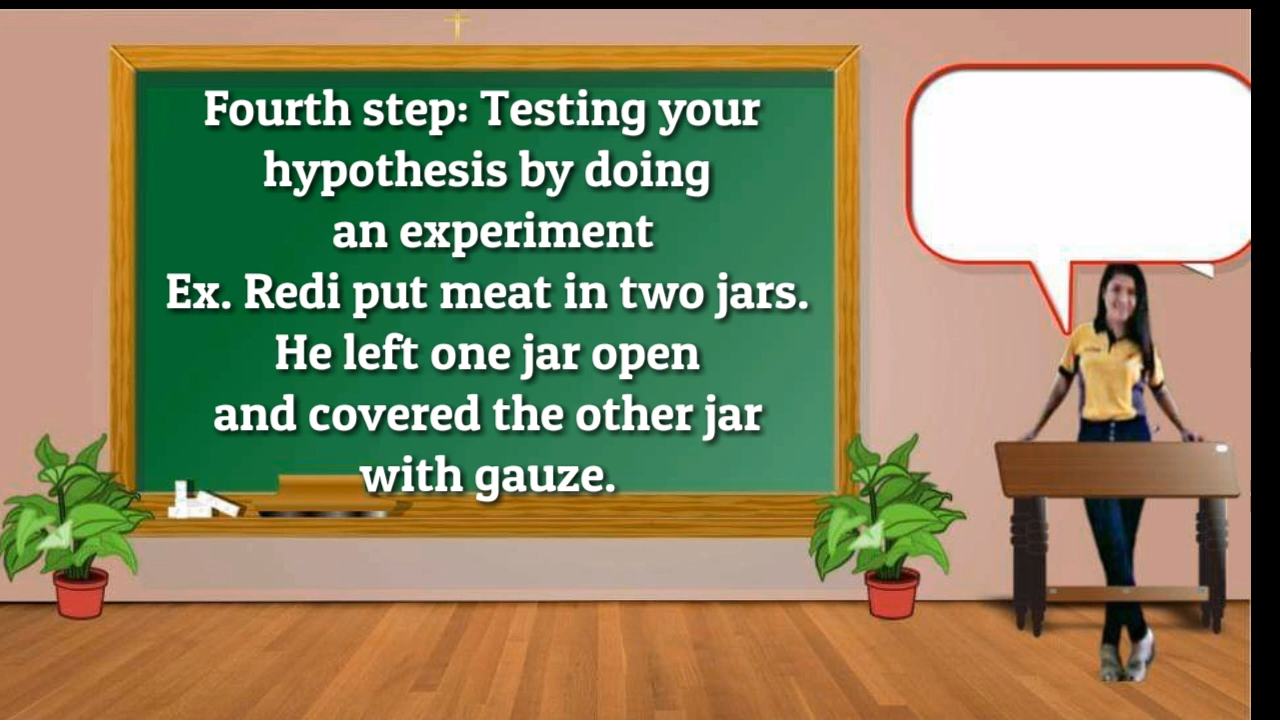 Fourth step: Testing your
hypothesis by doing
an experiment
Ex. Redi put meat in two jars.
He left one jar open
and covered the other jar
with gauze.